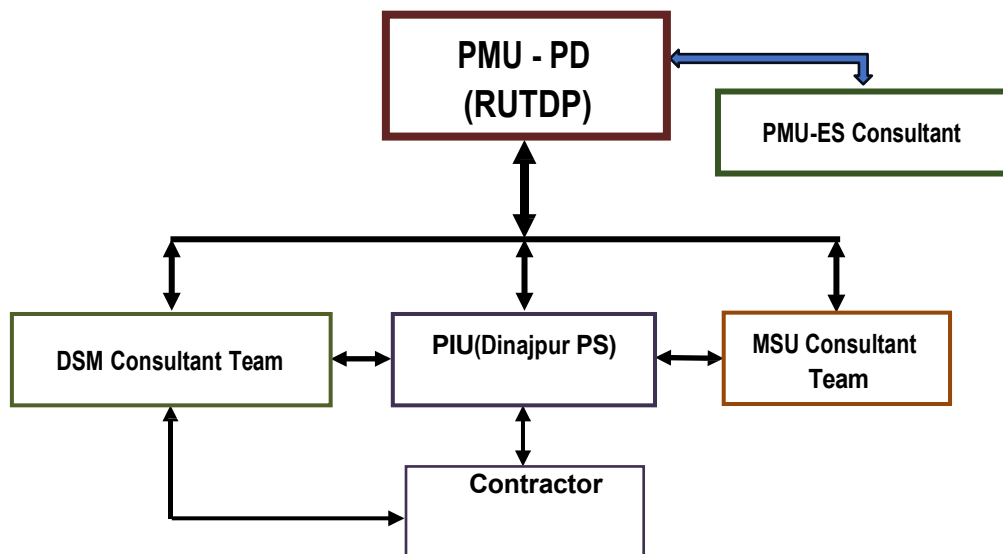 PMU - PD
(RUTDP)
PMU-ES Consultant
DSM Consultant Team
PIU(Dinajpur PS)
MSU Consultant
Team
Contractor